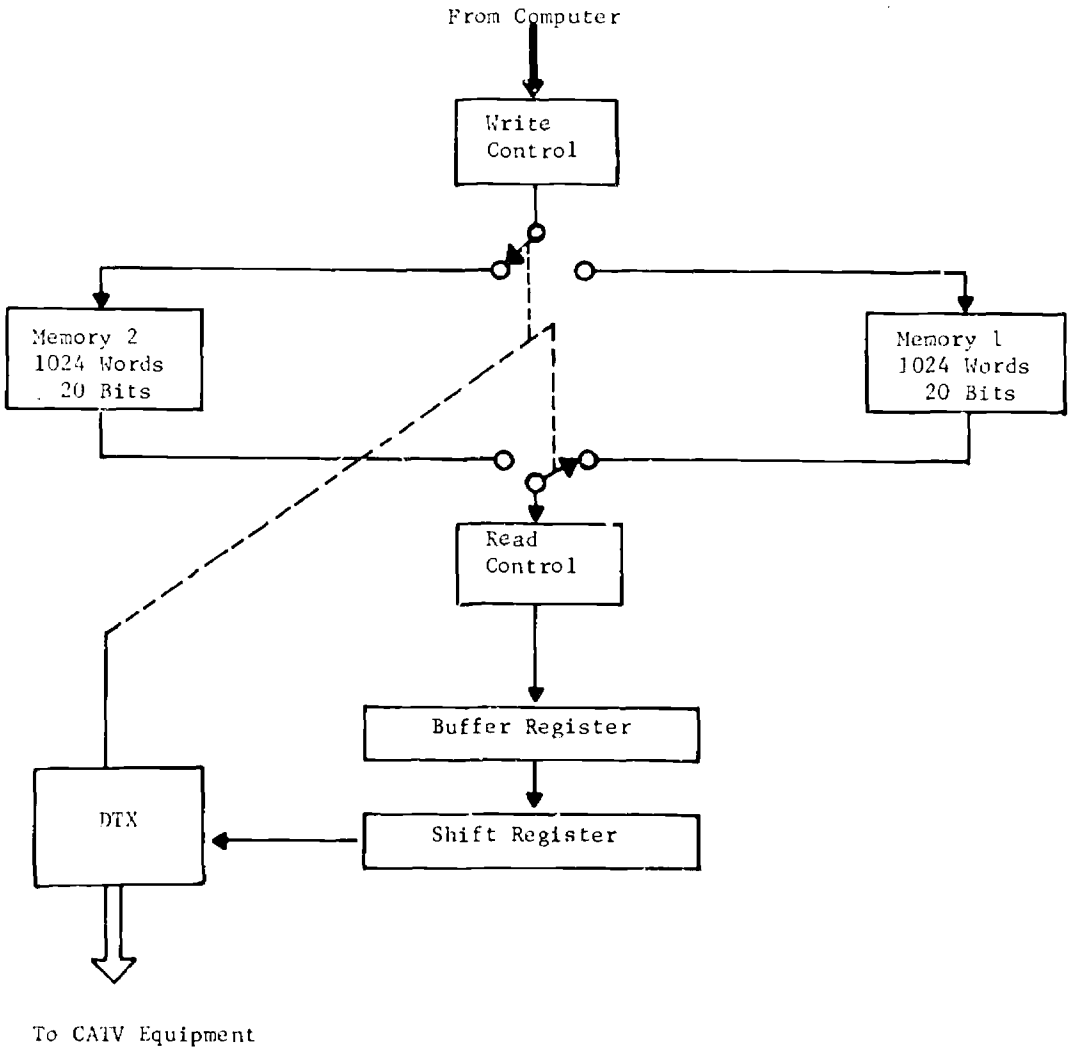 From Computer
Write
Control
Memory 2
1024 Words
20 Bits
Memory 1
1024 Words
20 Bits
Read
Control
Buffer Register
Shift Register
DTX
To CATV Equipment